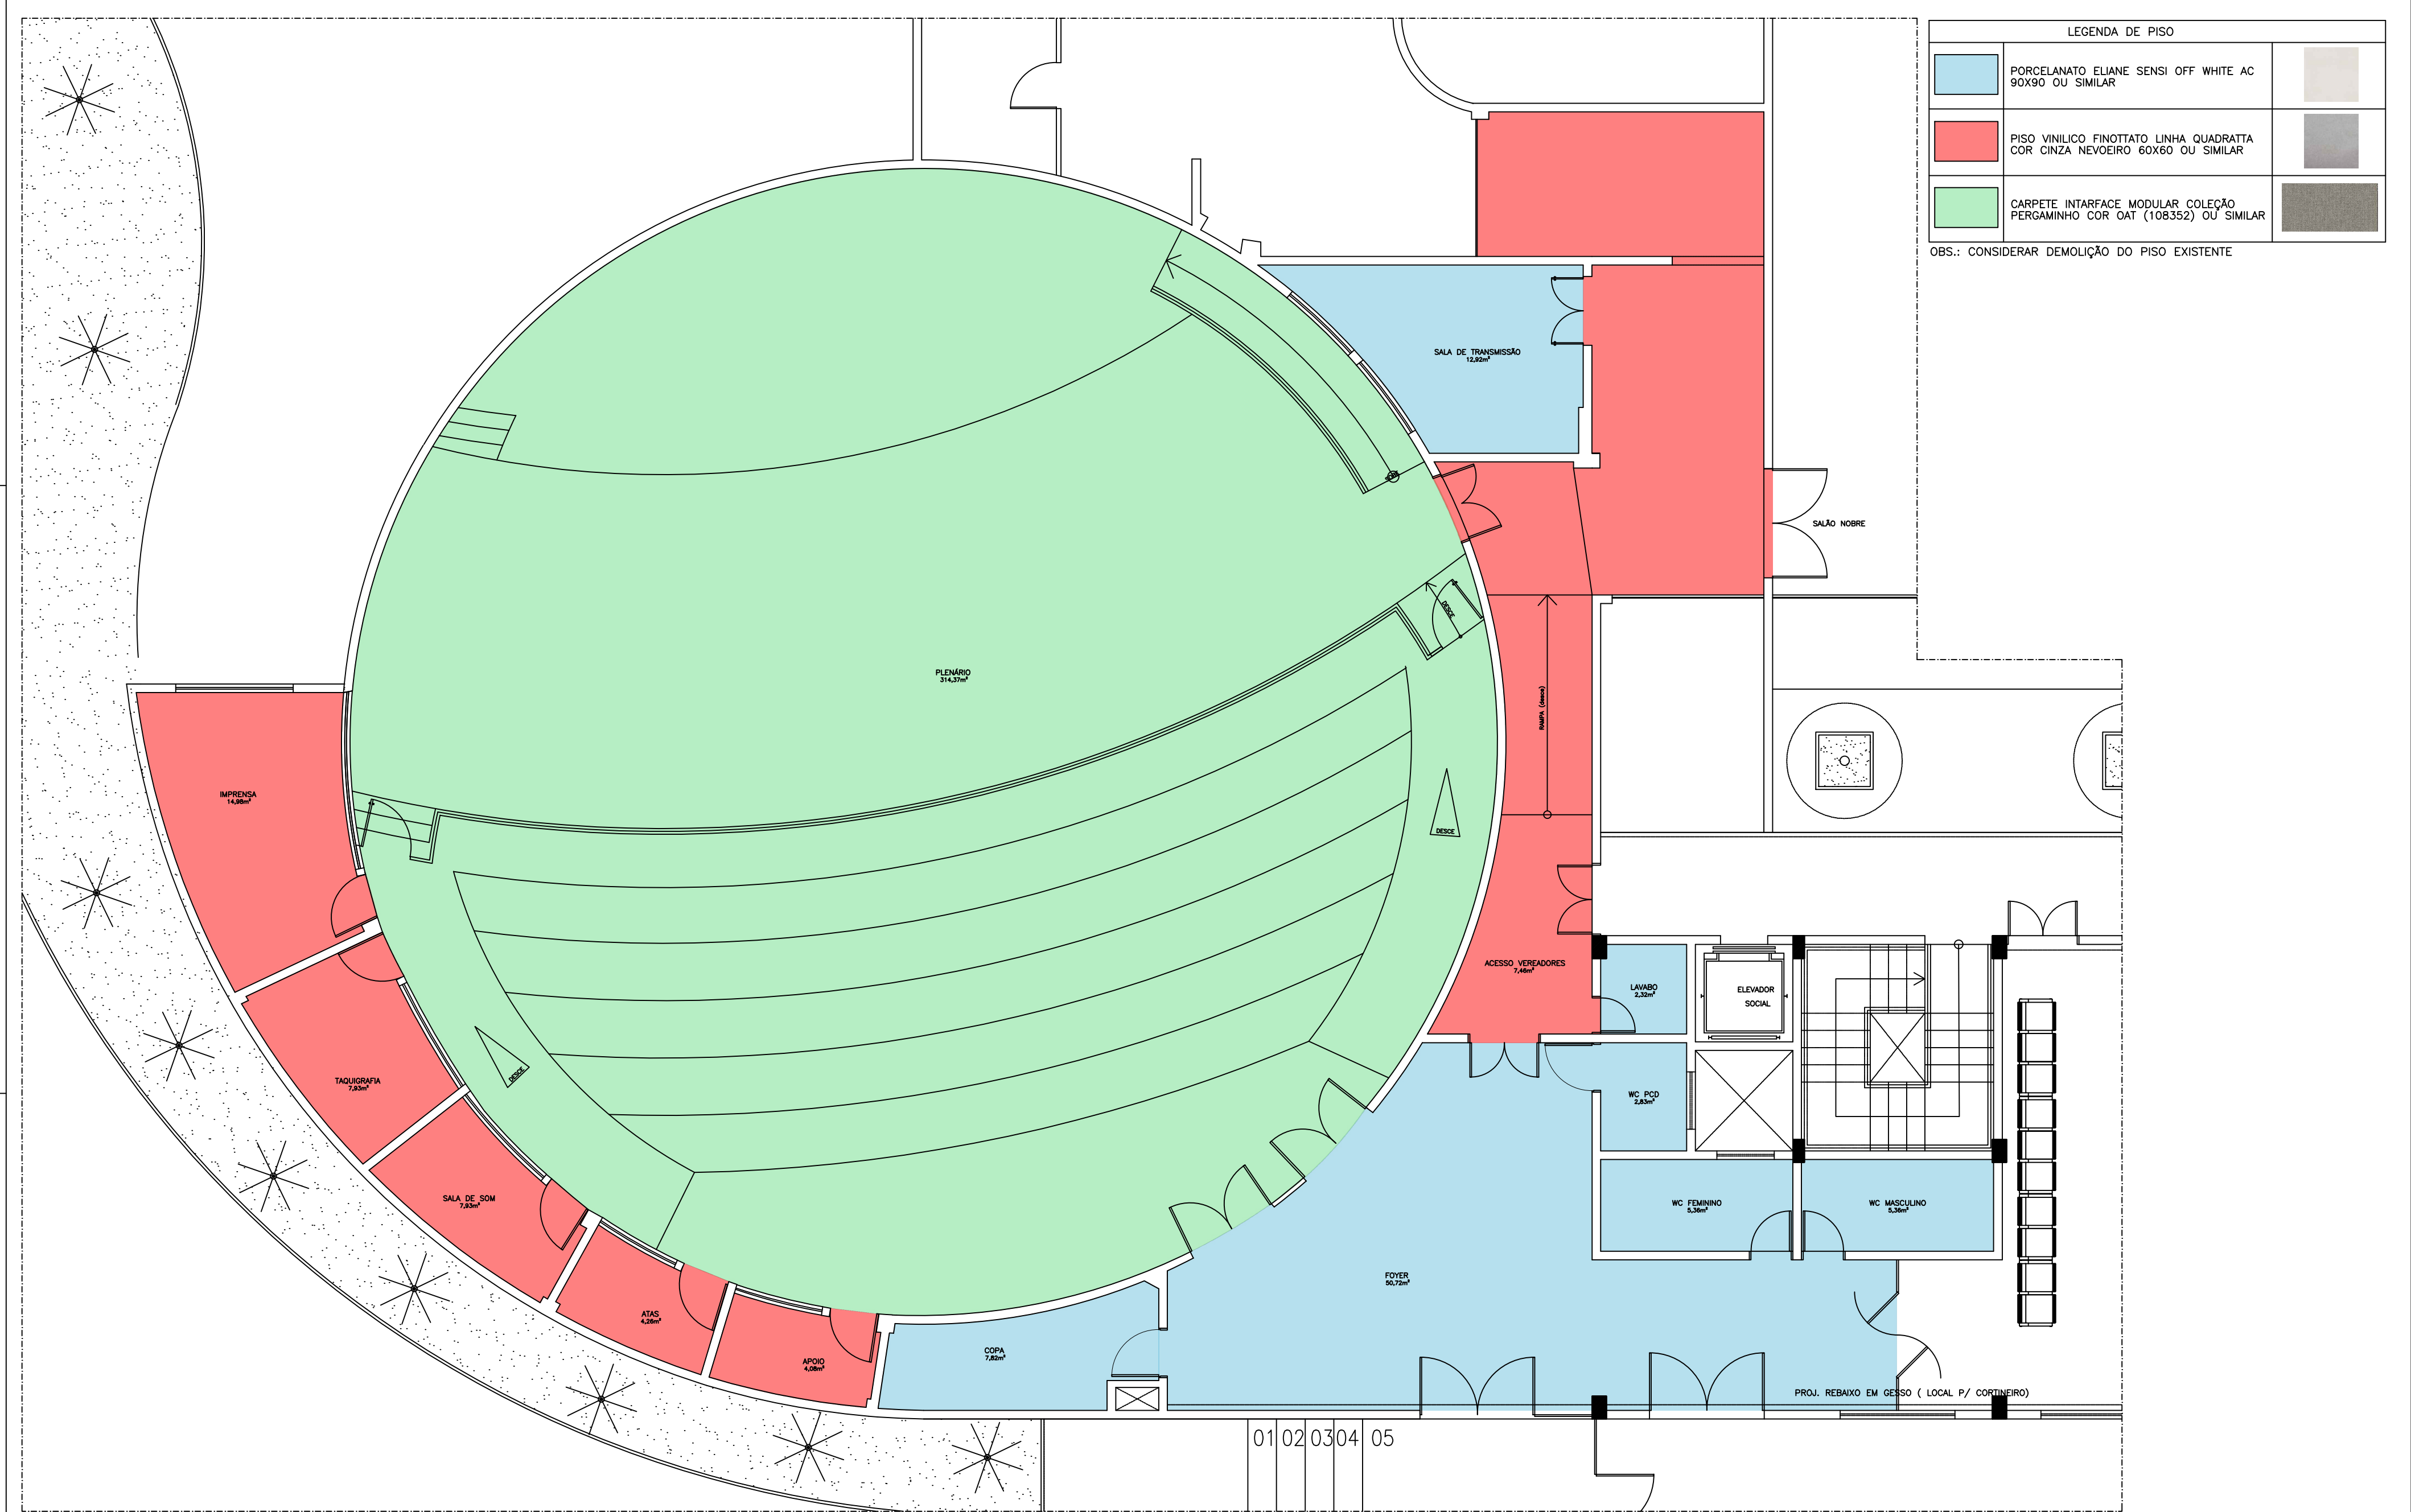 LEGENDA DE PISO
PORCELANATO ELIANE SENSI OFF WHITE AC
90X90 OU SIMILAR
PISO VINILICO FINOTTATO LINHA QUADRATTA
COR CINZA NEVOEIRO 60X60 OU SIMILAR
CARPETE INTARFACE MODULAR COLEÇÃO
PERGAMINHO COR OAT (108352) OU SIMILAR
OBS.: CONSIDERAR DEMOLIÇÃO DO PISO EXISTENTE
SALA DE TRANSMISSÃO
12,92m²
SALÃO NOBRE
DESCE
PLENÁRIO
314,37m²
RAMPA (desce)
IMPRENSA
14,98m²
DESCE
ACESSO VEREADORES
7,46m²
LAVABO
2,32m²
ELEVADOR
SOCIAL
TAQUIGRAFIA
7,93m²
DESCE
WC PCD
2,83m²
SALA DE SOM
7,93m²
WC FEMININO
5,36m²
WC MASCULINO
5,36m²
FOYER
50,72m²
ATAS
4,26m²
APOIO
4,08m²
COPA
7,82m²
PROJ. REBAIXO EM GESSO ( LOCAL P/ CORTINEIRO)
01 02 03 04 05